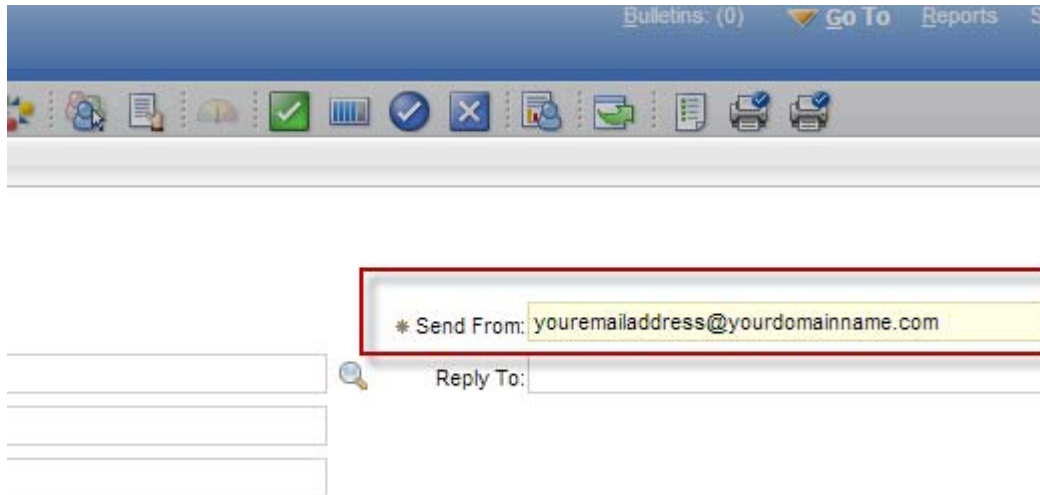 Bulletins: (0) Go To Reports S
* Send From: youremailaddress@yourdomainname.com
Reply To: